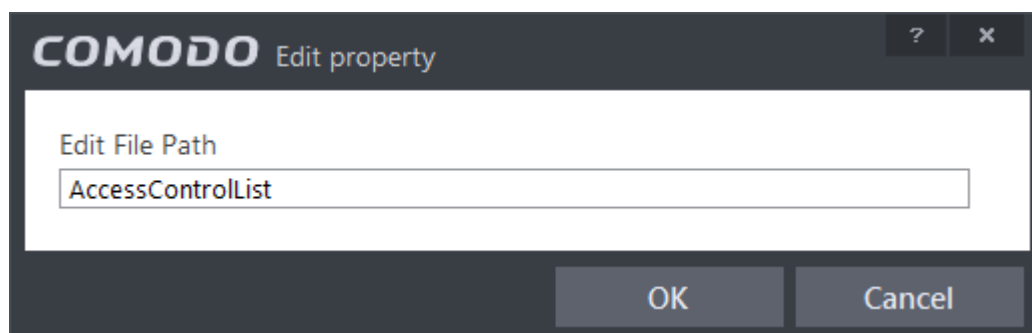 COMODO Edit property ? ×
Edit File Path
AccessControlList
OK Cancel